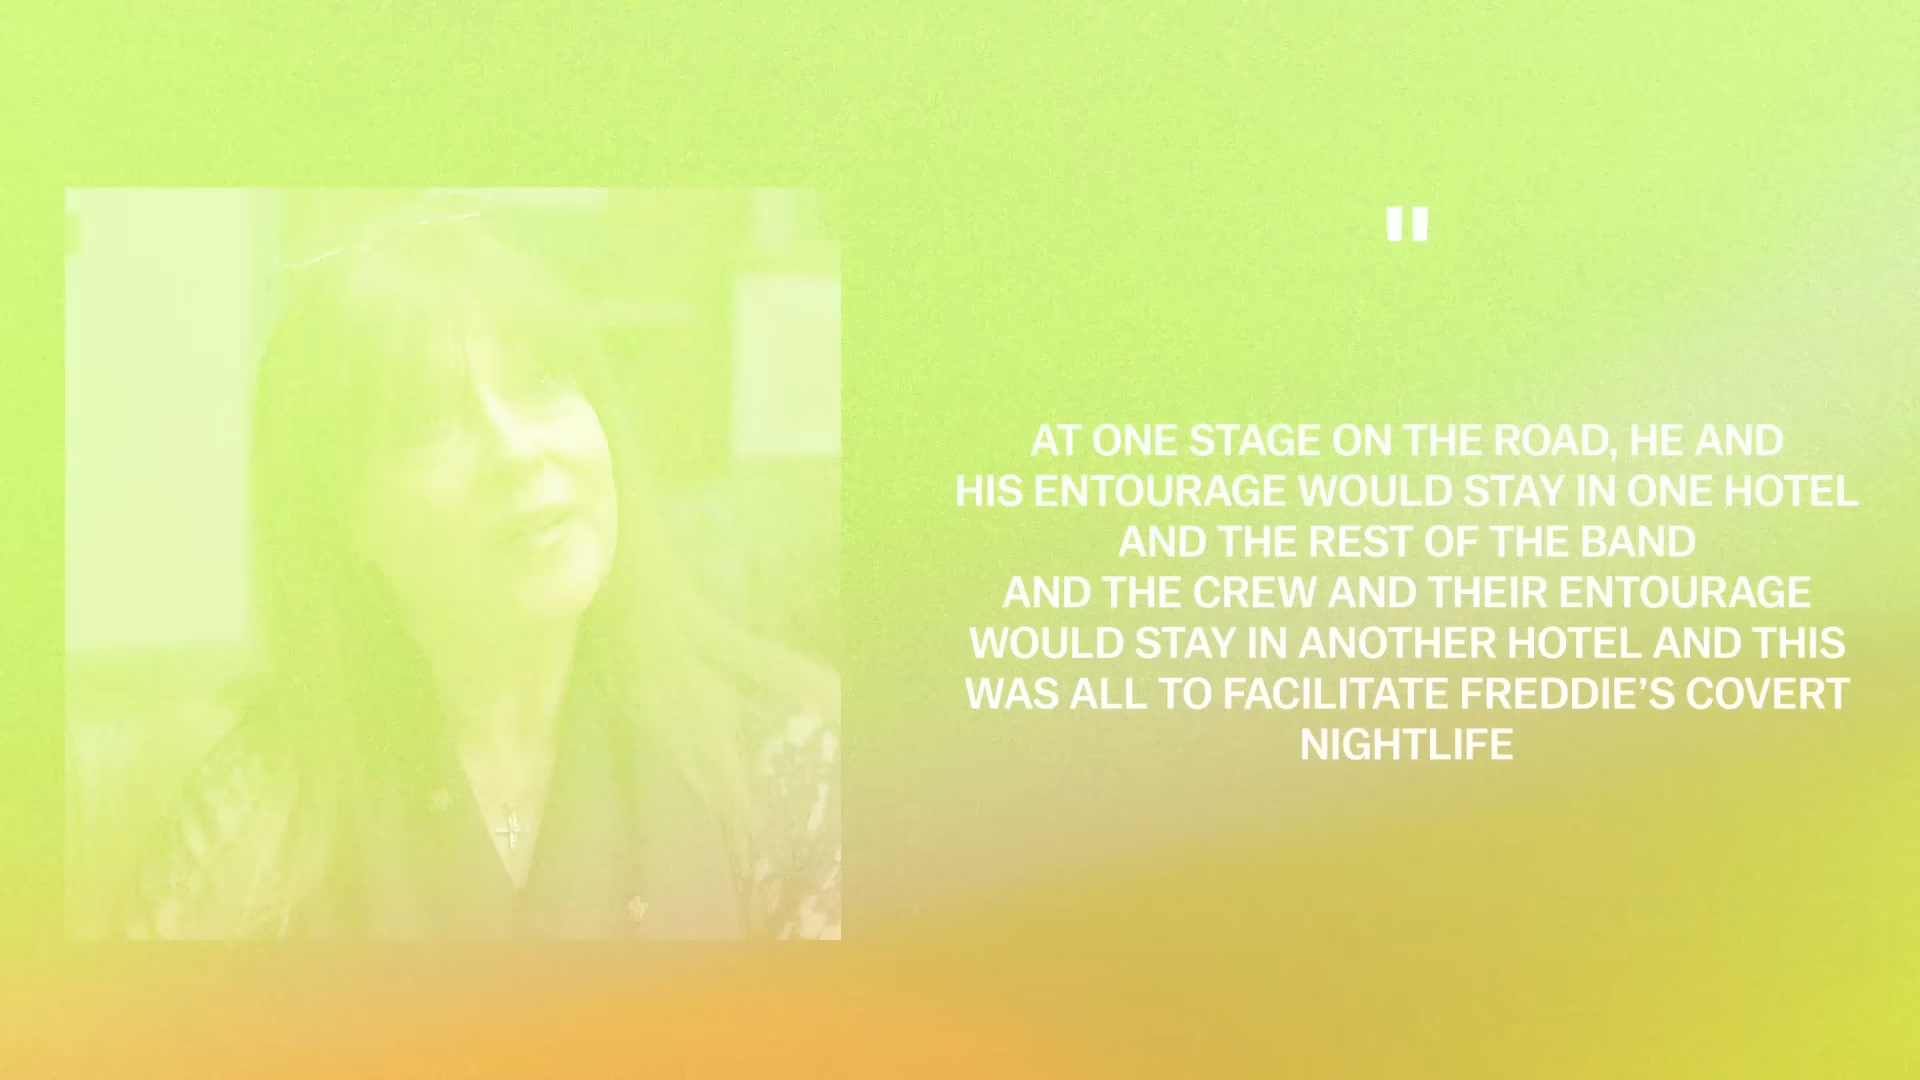 "
AT ONE STAGE ON THE ROAD, HE AND
HIS ENTOURAGE WOULD STAY IN ONE HOTEL
AND THE REST OF THE BAND
AND THE CREW AND THEIR ENTOURAGE
WOULD STAY IN ANOTHER HOTEL AND THIS
WAS ALL TO FACILITATE FREDDIE’S COVERT
NIGHTLIFE